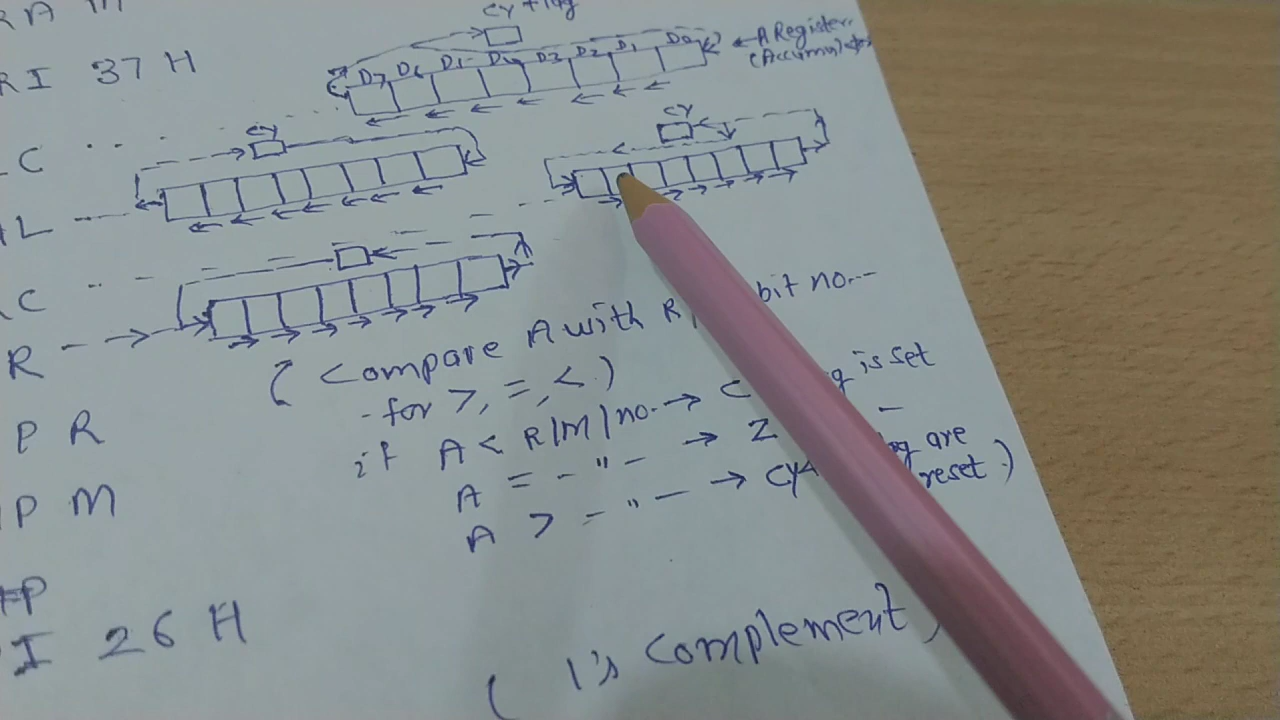 RA M
CY flag
RI 37 H
D7 D6 D5 D4 D3 D2 D1 D0
← A Register.
(Accumulator
CY
CY
C
L
C
R
(Compare A with R, bit no.--
for >, =, <.)
P R
if A < R/M/no. → is set
A = - " - → Z
A > - " - → CY are
reset.)
P M
I 26 H
(1's complement)